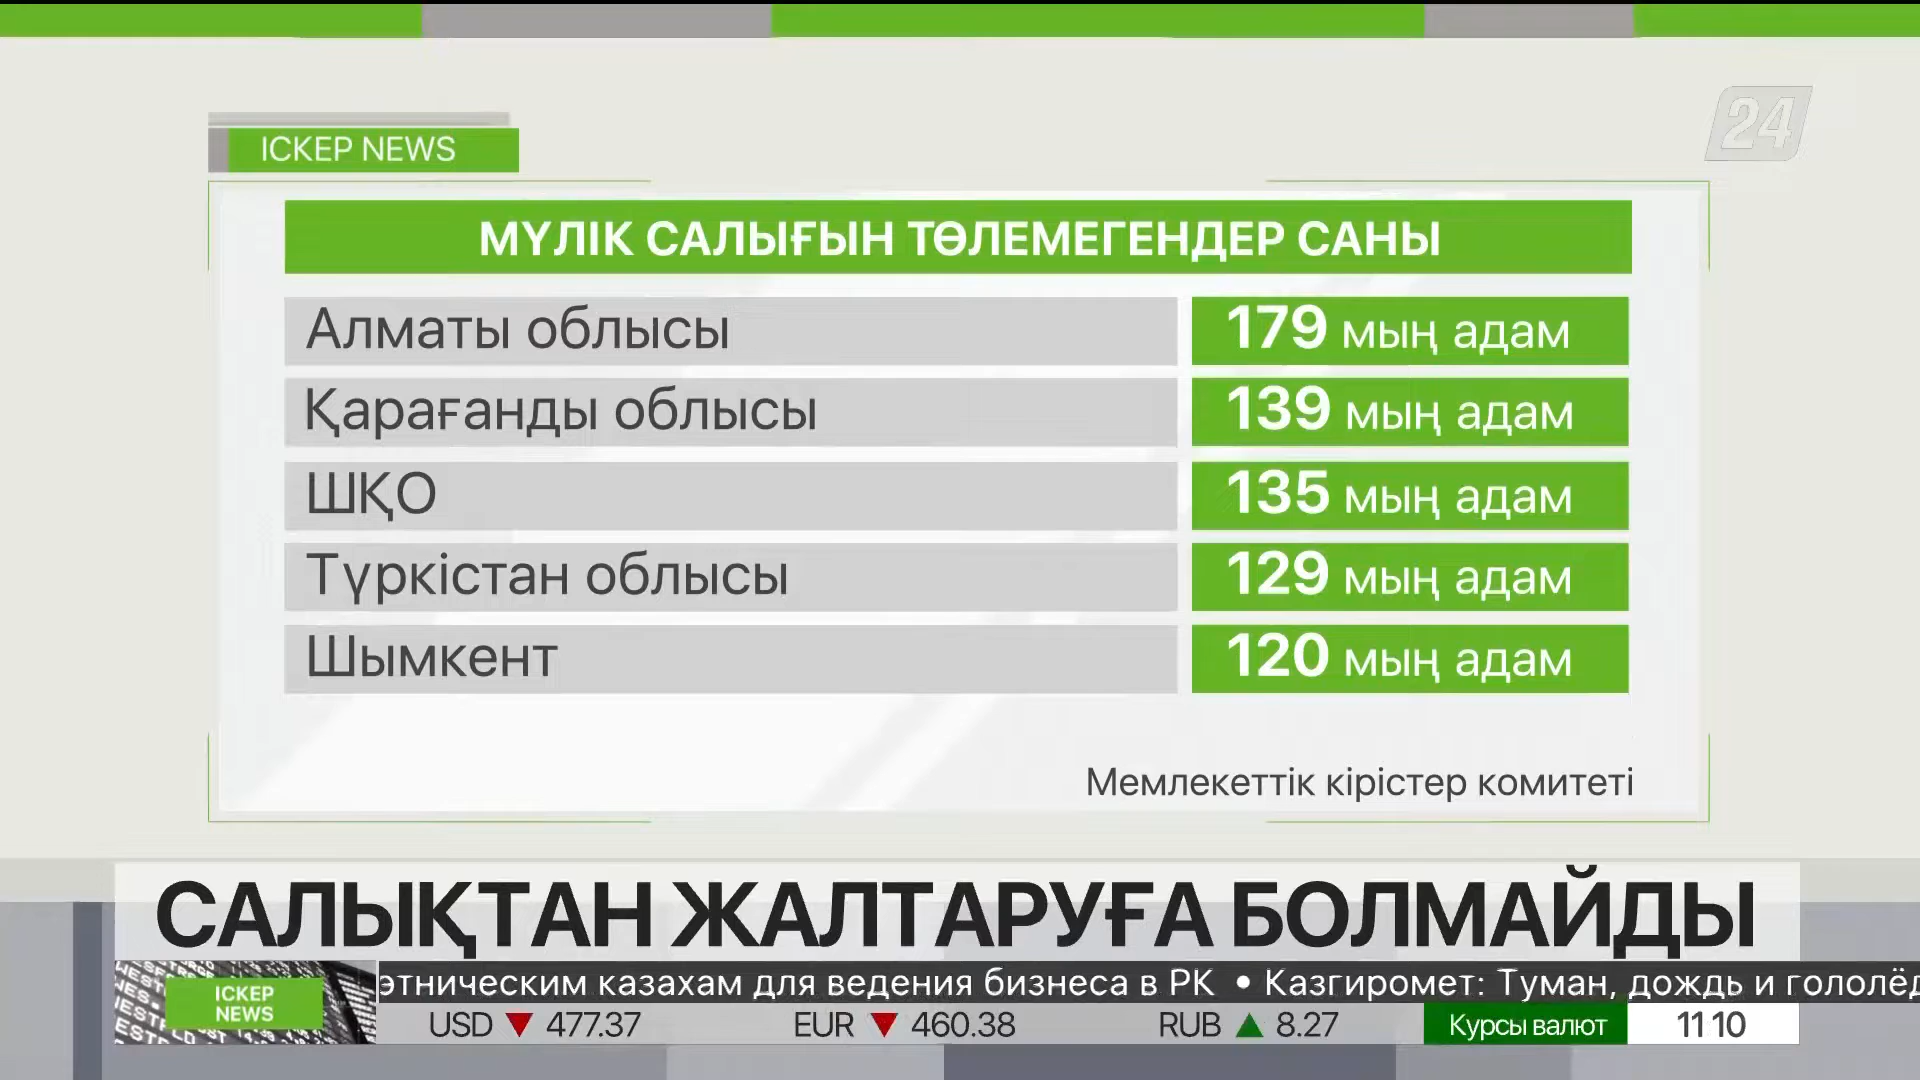 24
ІСКЕР NEWS
МҮЛІК САЛЫҒЫН ТӨЛЕМЕГЕНДЕР САНЫ
Алматы облысы 179 мың адам
Қарағанды облысы 139 мың адам
ШҚО 135 мың адам
Түркістан облысы 129 мың адам
Шымкент 120 мың адам
Мемлекеттік кірістер комитеті
САЛЫҚТАН ЖАЛТАРУҒА БОЛМАЙДЫ
этническим казахам для ведения бизнеса в РК • Казгиромет: Туман, дождь и гололёд
ІСКЕР
NEWS
USD ▼ 477.37 EUR ▼ 460.38 RUB ▲ 8.27 Курсы валют 11 10